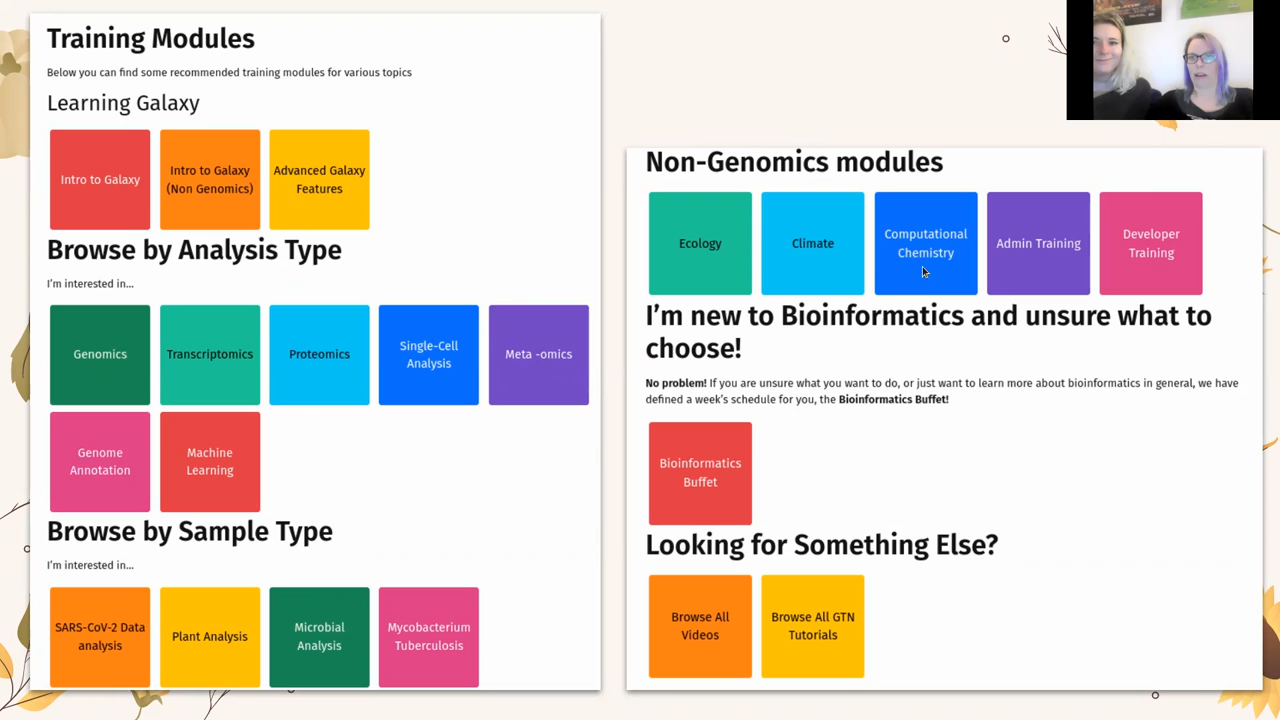 Training Modules
Below you can find some recommended training modules for various topics
Learning Galaxy
Intro to Galaxy
Intro to Galaxy
(Non Genomics)
Advanced Galaxy
Features
Browse by Analysis Type
I'm interested in...
Genomics
Transcriptomics
Proteomics
Single-Cell
Analysis
Meta -omics
Genome
Annotation
Machine
Learning
Browse by Sample Type
I'm interested in...
SARS-CoV-2 Data
analysis
Plant Analysis
Microbial
Analysis
Mycobacterium
Tuberculosis
Non-Genomics modules
Ecology
Climate
Computational
Chemistry
Admin Training
Developer
Training
I'm new to Bioinformatics and unsure what to
choose!
No problem! If you are unsure what you want to do, or just want to learn more about bioinformatics in general, we have
defined a week's schedule for you, the Bioinformatics Buffet!
Bioinformatics
Buffet
Looking for Something Else?
Browse All
Videos
Browse All GTN
Tutorials